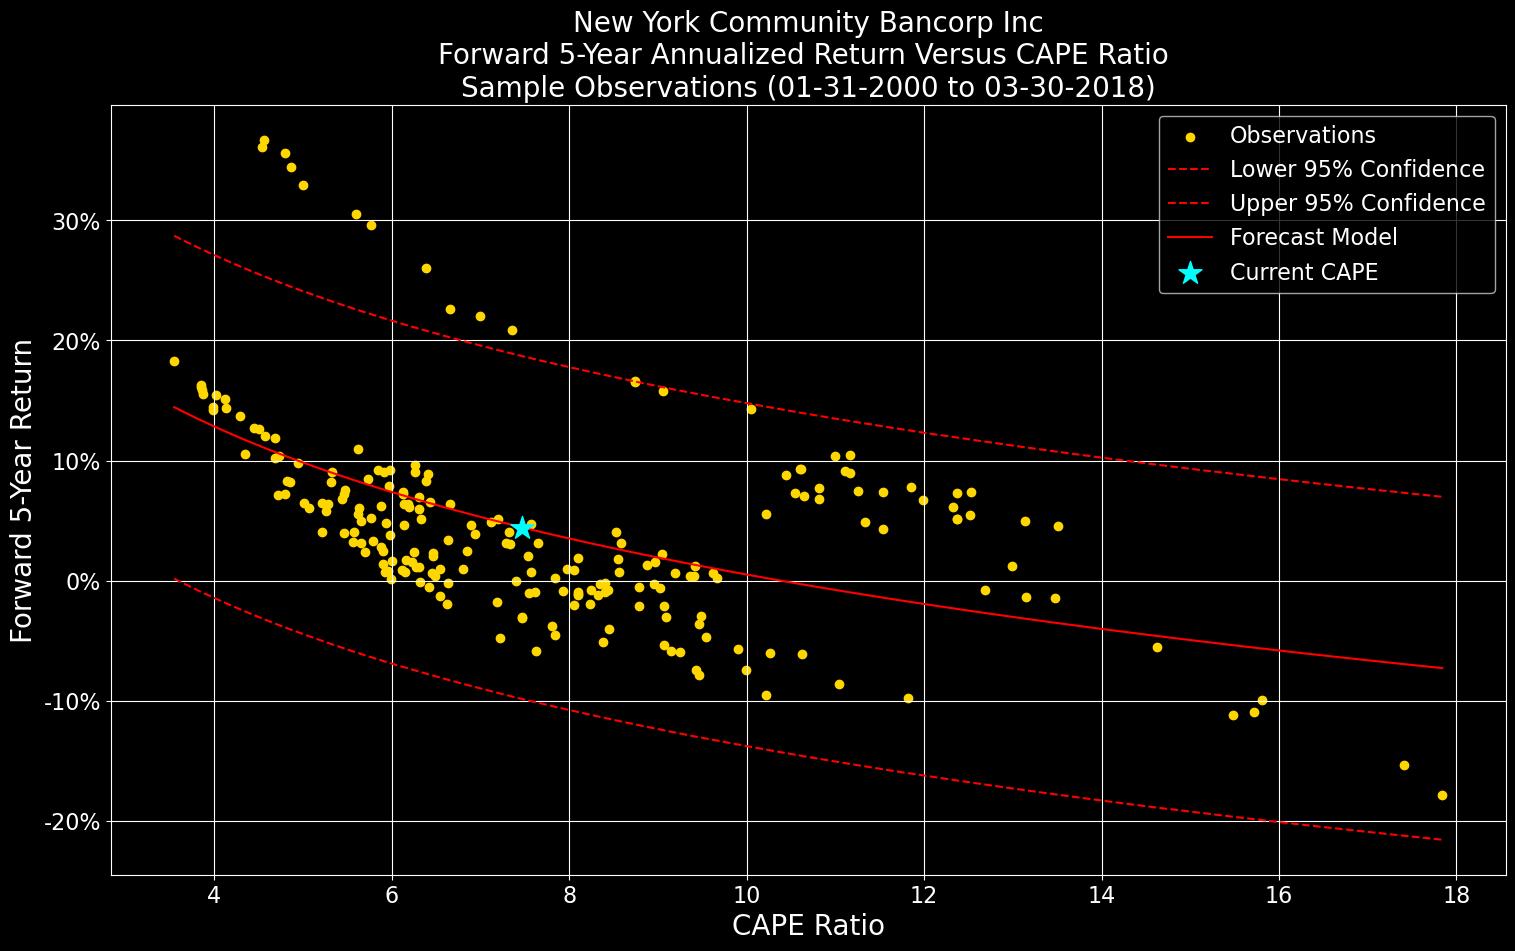 New York Community Bancorp Inc
Forward 5-Year Annualized Return Versus CAPE Ratio
Sample Observations (01-31-2000 to 03-30-2018)
Observations
Lower 95% Confidence
Upper 95% Confidence
Forecast Model
Current CAPE
Forward 5-Year Return
30%
20%
10%
0%
-10%
-20%
4 6 8 10 12 14 16 18
CAPE Ratio